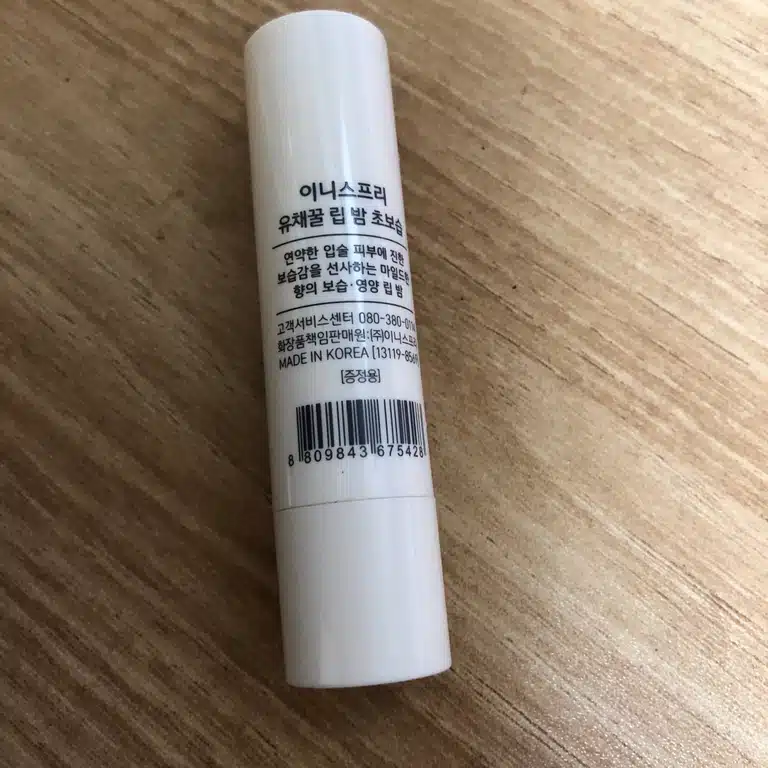 이니스프리
유채꿀 립 밤 초보습
연약한 입술 피부에 진한
보습감을 선사하는 마일드한
향의 보습·영양 립 밤
고객서비스센터 080-380-0114
화장품책임판매원:(주)이니스프리
MADE IN KOREA [13119-8569
[증정용]
8 809843 675428